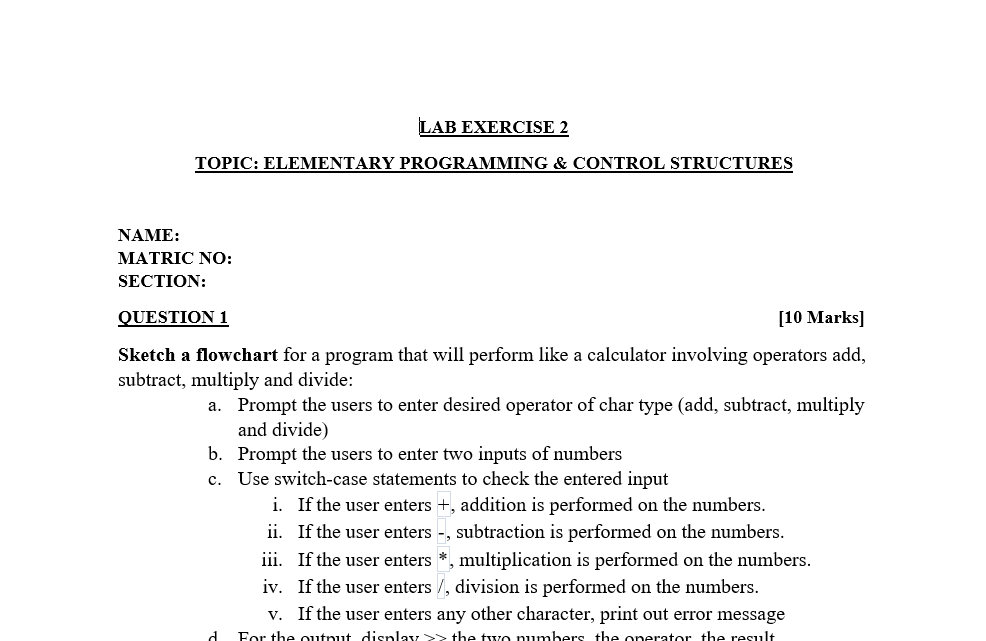 LAB EXERCISE 2
TOPIC: ELEMENTARY PROGRAMMING & CONTROL STRUCTURES
NAME:
MATRIC NO:
SECTION:
QUESTION 1 [10 Marks]
Sketch a flowchart for a program that will perform like a calculator involving operators add,
subtract, multiply and divide:
a. Prompt the users to enter desired operator of char type (add, subtract, multiply
and divide)
b. Prompt the users to enter two inputs of numbers
c. Use switch-case statements to check the entered input
i. If the user enters +, addition is performed on the numbers.
ii. If the user enters -, subtraction is performed on the numbers.
iii. If the user enters *, multiplication is performed on the numbers.
iv. If the user enters /, division is performed on the numbers.
v. If the user enters any other character, print out error message
d. For the output, display >> the two numbers, the operator, the result